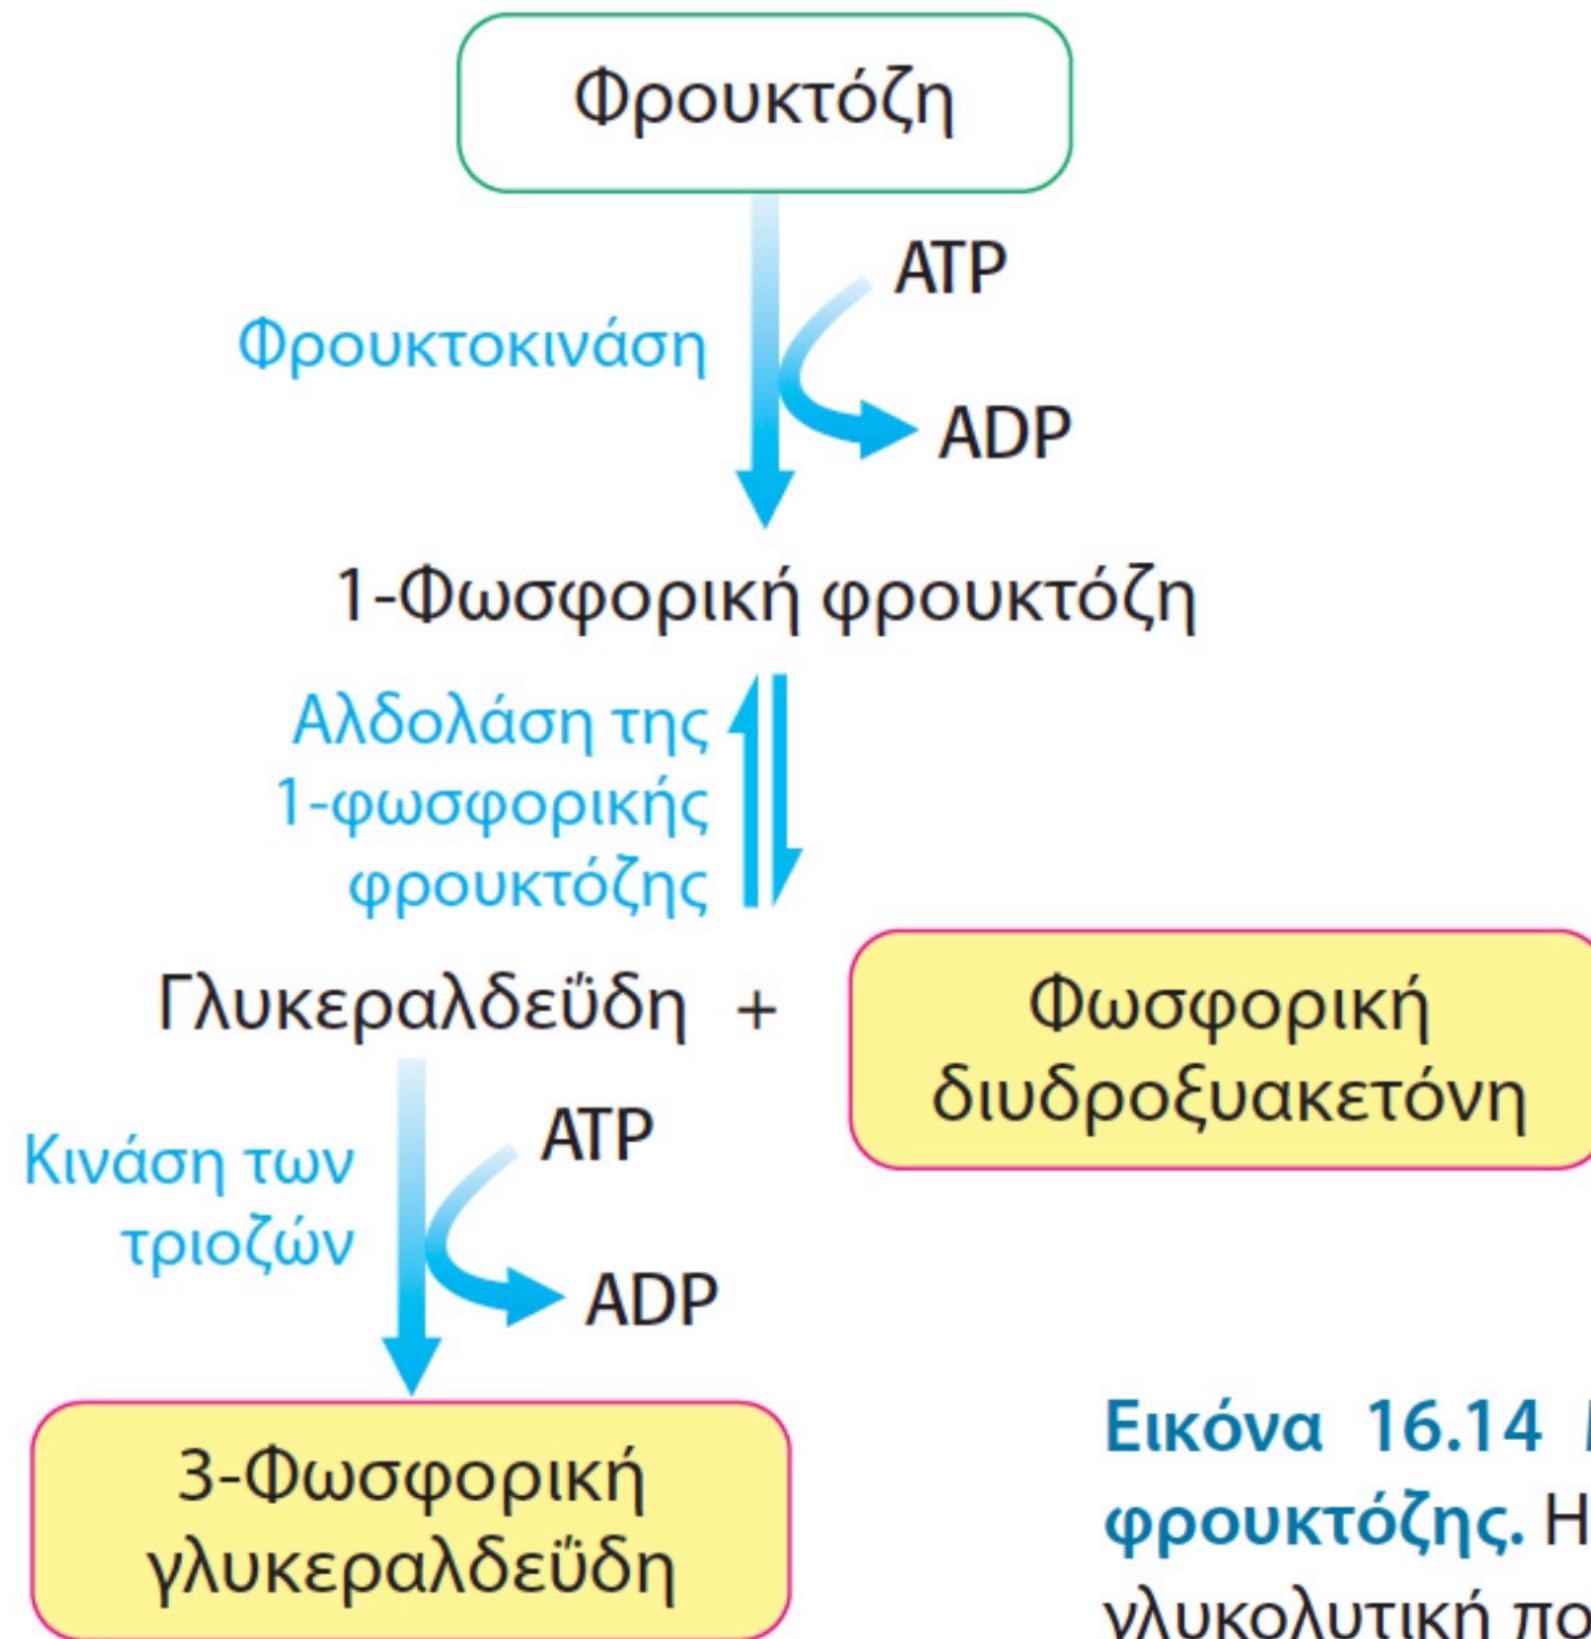 Φρουκτόζη
ATP
Φρουκτοκινάση
ADP
1-Φωσφορική φρουκτόζη
Αλδολάση της
1-φωσφορικής
φρουκτόζης
Γλυκεραλδεΰδη +
Φωσφορική
διυδροξυακετόνη
ATP
Κινάση των
τριοζών
ADP
3-Φωσφορική
γλυκεραλδεΰδη
Εικόνα 16.14
φρουκτόζης. Η
γλυκολυτική